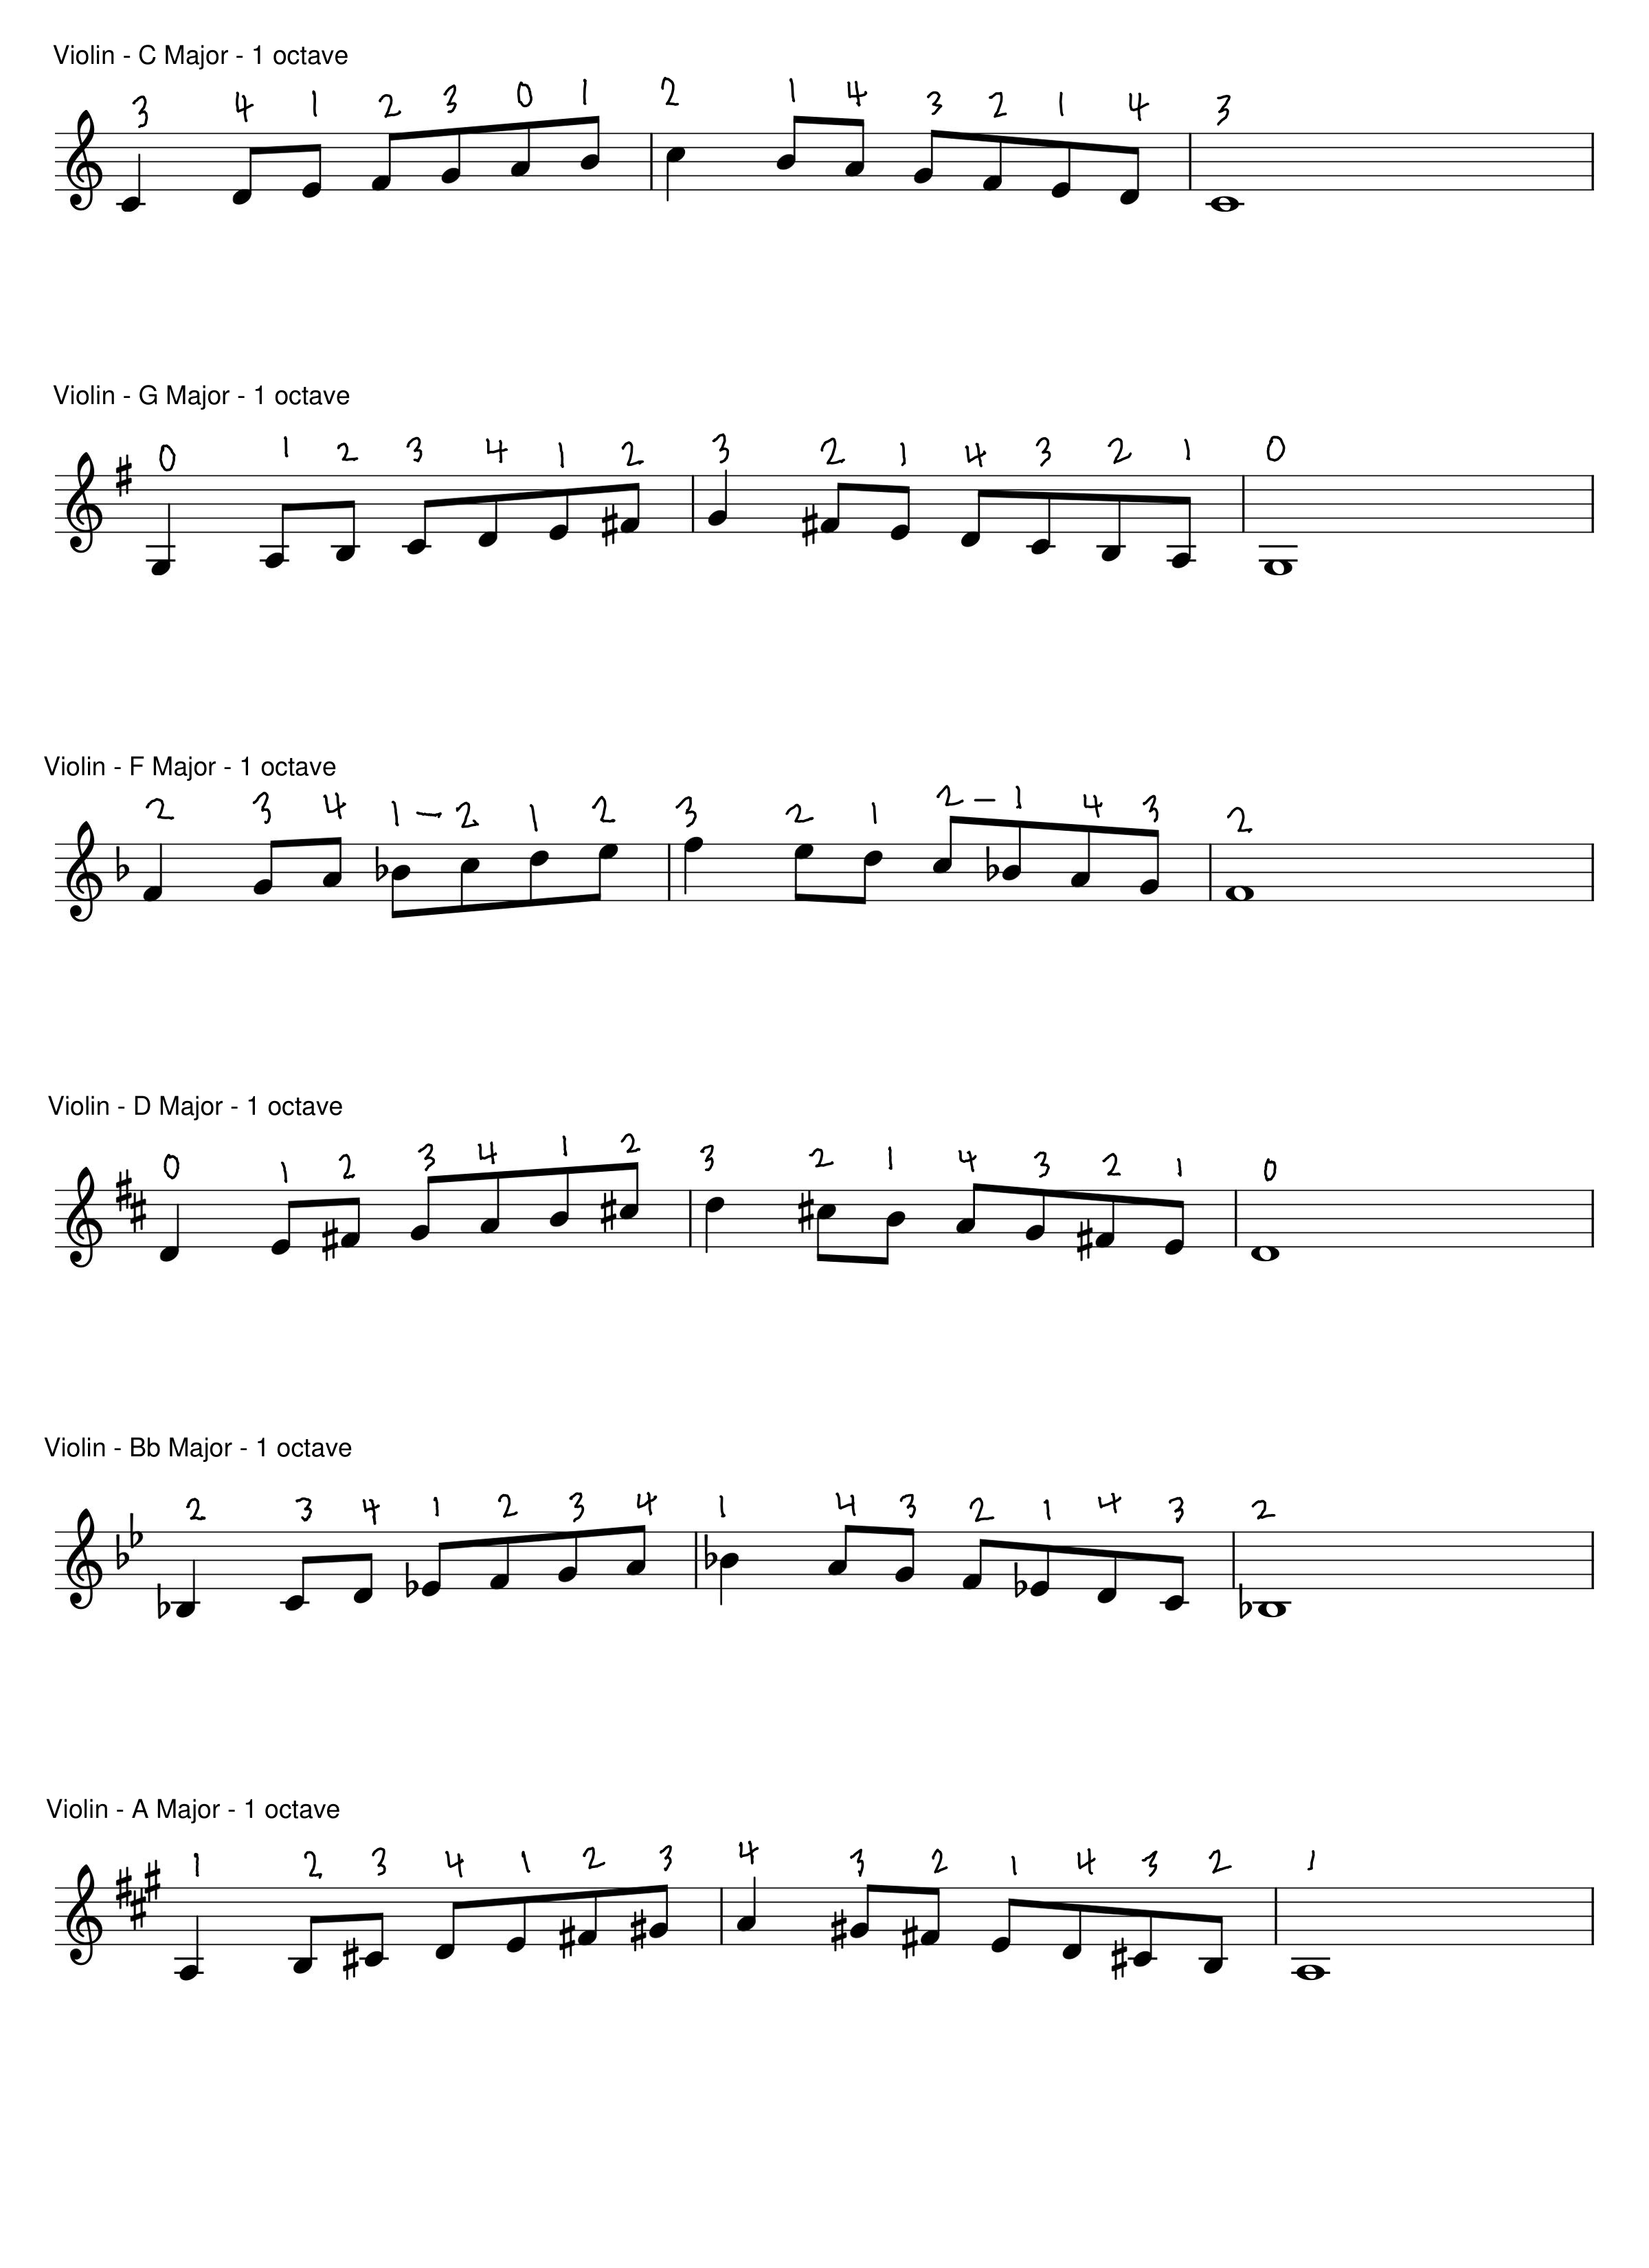 Violin - C Major - 1 octave
3 4 1 2 3 0 1 2 1 4 3 2 1 4 3
Violin - G Major - 1 octave
0 1 2 3 4 1 2 3 2 1 4 3 2 1 0
Violin - F Major - 1 octave
2 3 4 1 - 2 1 2 3 2 1 2 - 1 4 3 2
Violin - D Major - 1 octave
0 1 2 3 4 1 2 3 2 1 4 3 2 1 0
Violin - Bb Major - 1 octave
2 3 4 1 2 3 4 1 4 3 2 1 4 3 2
Violin - A Major - 1 octave
1 2 3 4 1 2 3 4 3 2 1 4 3 2 1